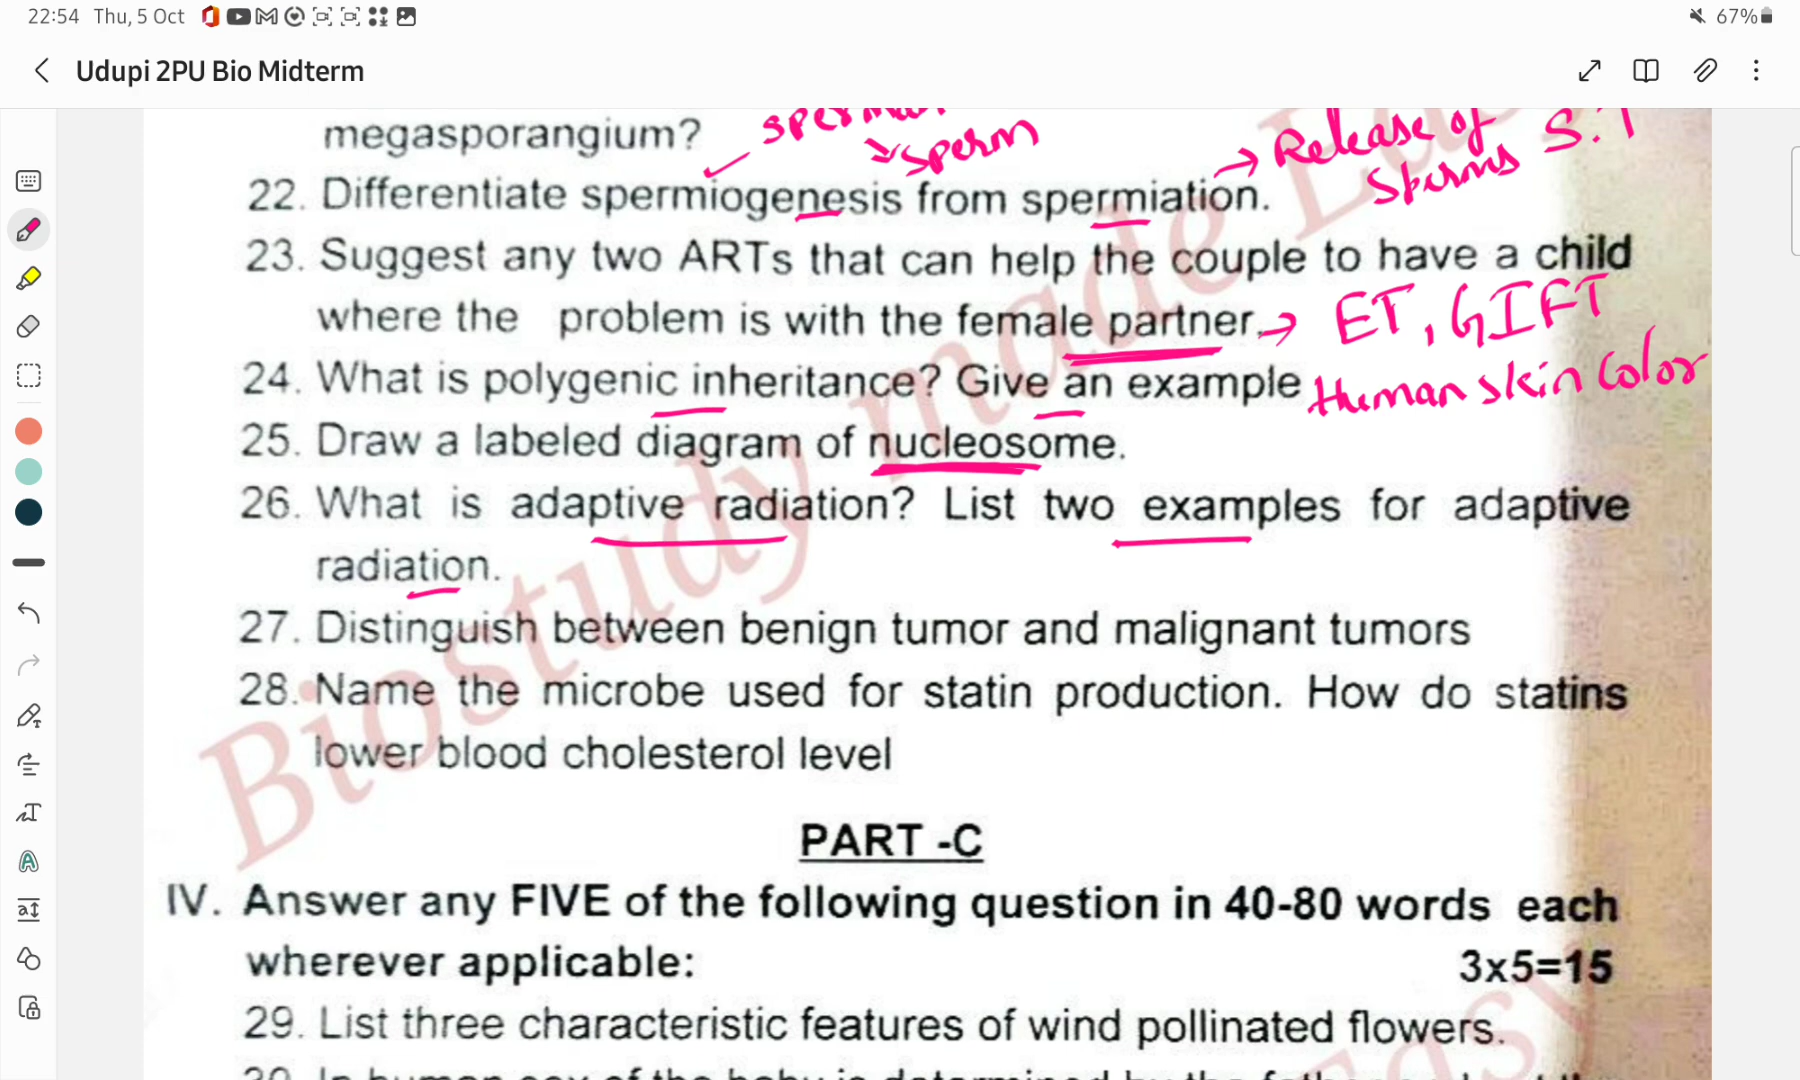 22:54 Thu, 5 Oct
67%
Udupi 2PU Bio Midterm
megasporangium?
sperm
Release of S.T
Sperms
22. Differentiate spermiogenesis from spermiation.
23. Suggest any two ARTs that can help the couple to have a child
where the problem is with the female partner. → ET, GIFT
24. What is polygenic inheritance? Give an example Human skin Color
25. Draw a labeled diagram of nucleosome.
26. What is adaptive radiation? List two examples for adaptive
radiation.
27. Distinguish between benign tumor and malignant tumors
28. Name the microbe used for statin production. How do statins
lower blood cholesterol level
PART -C
IV. Answer any FIVE of the following question in 40-80 words each
wherever applicable: 3x5=15
29. List three characteristic features of wind pollinated flowers.
Biostudy made Easy